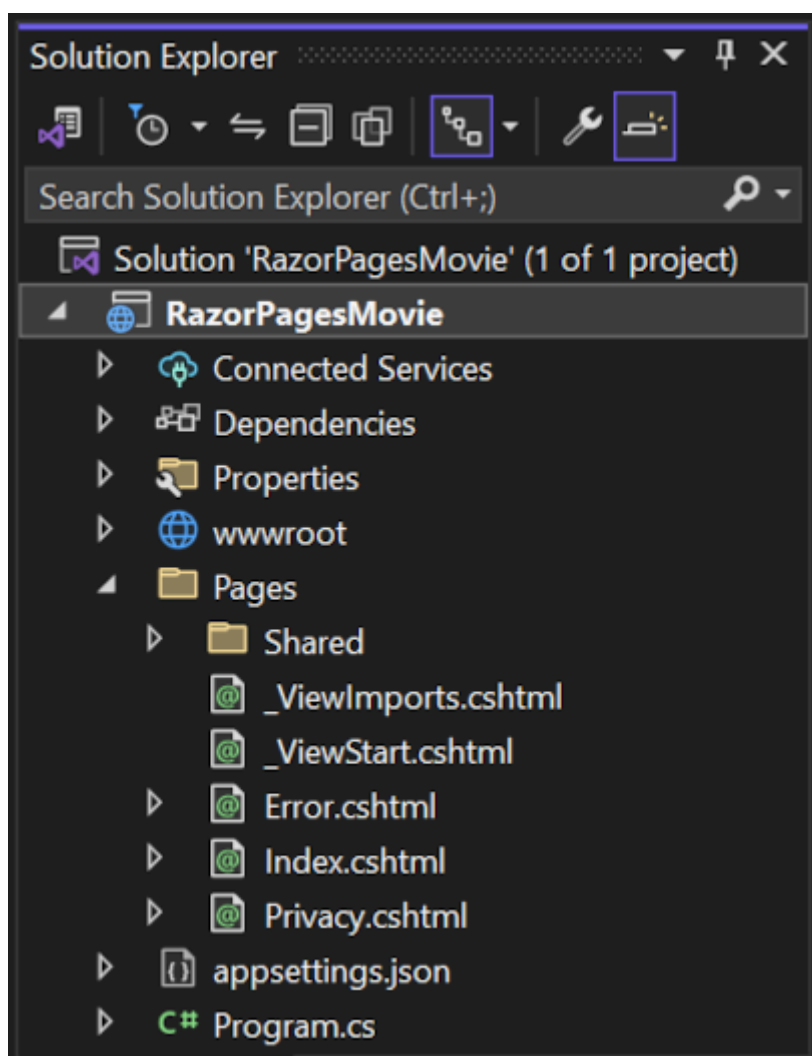 Solution Explorer
Search Solution Explorer (Ctrl+;)
Solution 'RazorPagesMovie' (1 of 1 project)
RazorPagesMovie
Connected Services
Dependencies
Properties
wwwroot
Pages
Shared
_ViewImports.cshtml
_ViewStart.cshtml
Error.cshtml
Index.cshtml
Privacy.cshtml
appsettings.json
C# Program.cs